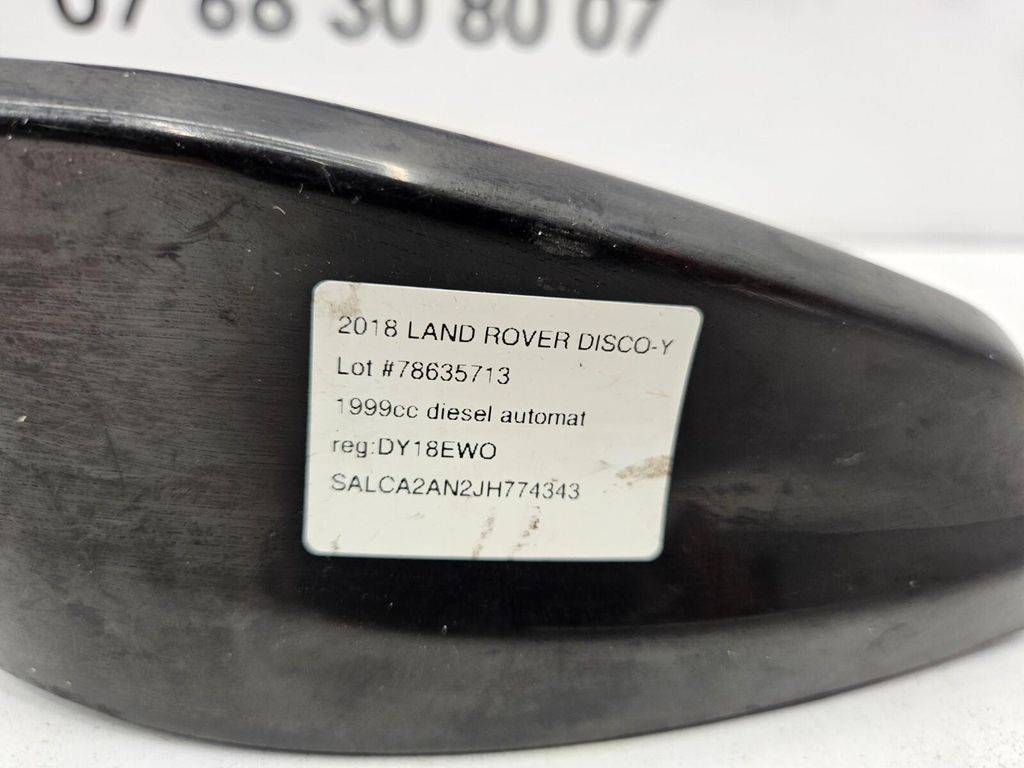 07 68 30 80 07
2018 LAND ROVER DISCO-Y
Lot #78635713
1999cc diesel automat
reg:DY18EWO
SALCA2AN2JH774343